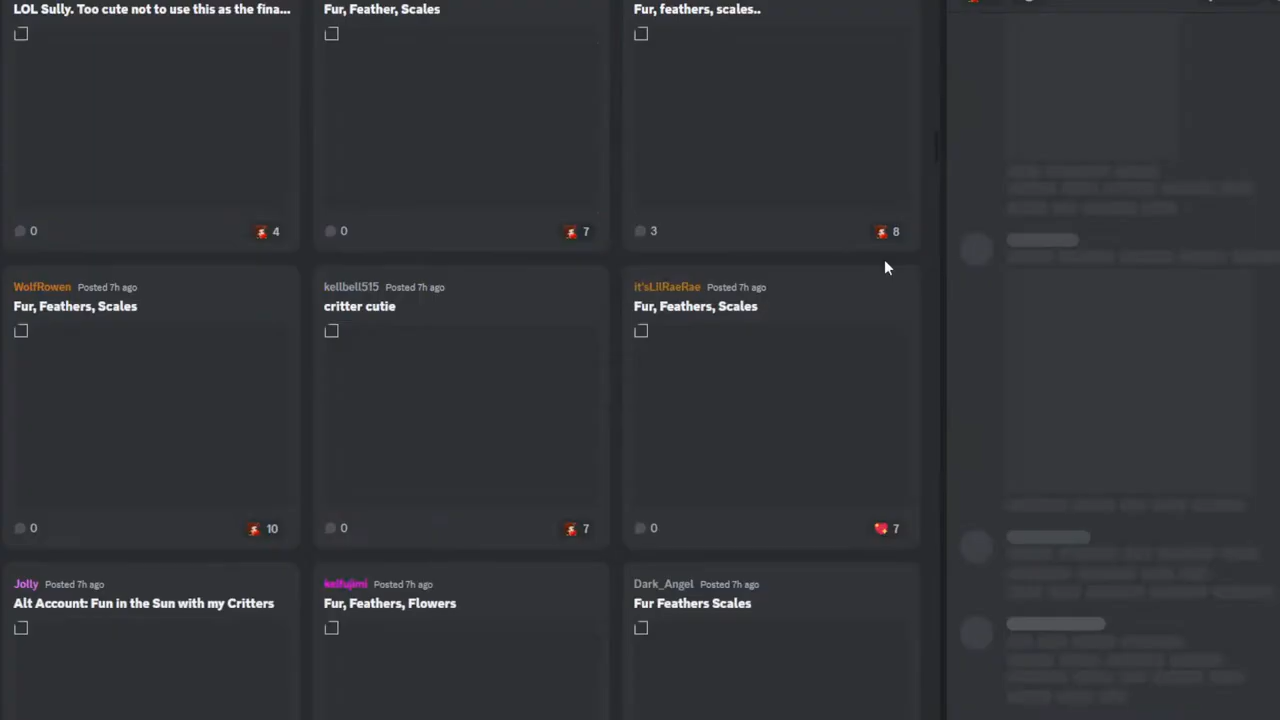 LOL Sully. Too cute not to use this as the fina...
Fur, Feather, Scales
Fur, feathers, scales..
0
4
0
7
3
8
WolfRowen Posted 7h ago
Fur, Feathers, Scales
kellbell515 Posted 7h ago
critter cutie
it'sLilRaeRae Posted 7h ago
Fur, Feathers, Scales
0
10
0
7
0
7
Jolly Posted 7h ago
Alt Account: Fun in the Sun with my Critters
kelfujimi Posted 7h ago
Fur, Feathers, Flowers
Dark_Angel Posted 7h ago
Fur Feathers Scales